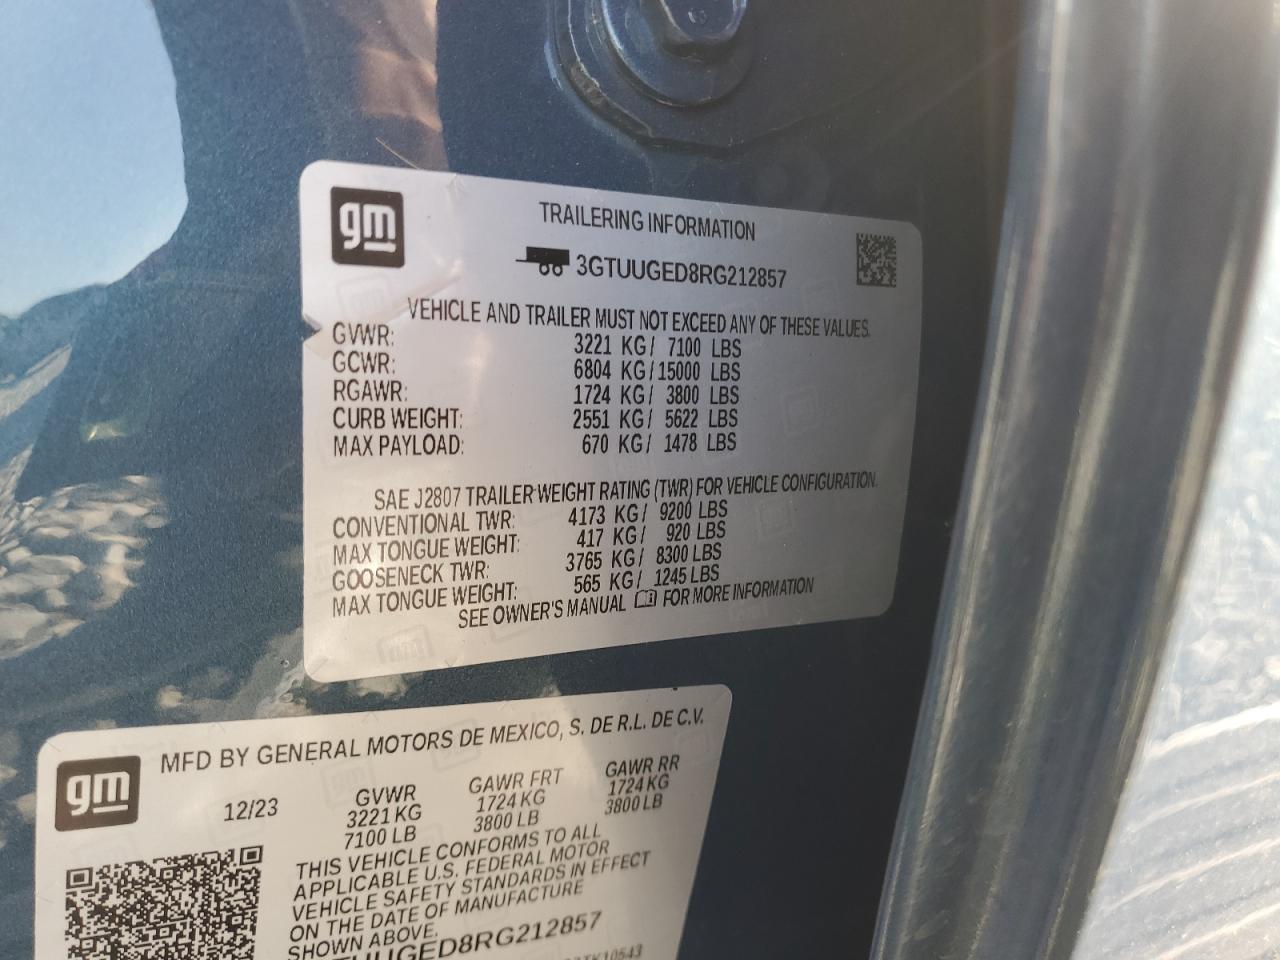 gm
TRAILERING INFORMATION
3GTUUGED8RG212857
VEHICLE AND TRAILER MUST NOT EXCEED ANY OF THESE VALUES.
GVWR: 3221 KG/ 7100 LBS
GCWR: 6804 KG/ 15000 LBS
RGAWR: 1724 KG/ 3800 LBS
CURB WEIGHT: 2551 KG/ 5622 LBS
MAX PAYLOAD: 670 KG/ 1478 LBS
SAE J2807 TRAILER WEIGHT RATING (TWR) FOR VEHICLE CONFIGURATION.
CONVENTIONAL TWR: 4173 KG/ 9200 LBS
MAX TONGUE WEIGHT: 417 KG/ 920 LBS
GOOSENECK TWR: 3765 KG/ 8300 LBS
MAX TONGUE WEIGHT: 565 KG/ 1245 LBS
SEE OWNER'S MANUAL FOR MORE INFORMATION
gm
MFD BY GENERAL MOTORS DE MEXICO, S. DE R.L. DE C.V.
12/23 GVWR GAWR FRT GAWR RR
3221 KG 1724 KG 1724 KG
7100 LB 3800 LB 3800 LB
THIS VEHICLE CONFORMS TO ALL
APPLICABLE U.S. FEDERAL MOTOR
VEHICLE SAFETY STANDARDS IN EFFECT
ON THE DATE OF MANUFACTURE
SHOWN ABOVE.
TUUGED8RG212857
TK10543